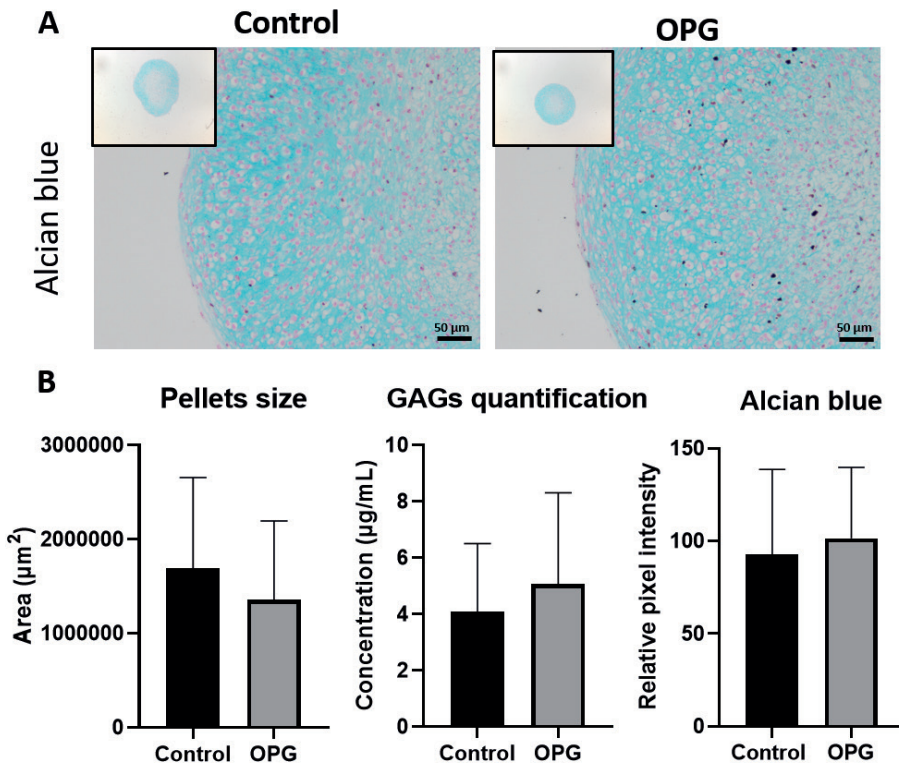 A
Control
OPG
Alcian blue
50 µm
50 µm
B
Pellets size
GAGs quantification
Alcian blue
Area (µm²)
3000000
2000000
1000000
0
Control
OPG
Concentration (µg/mL)
10
8
6
4
2
0
Control
OPG
Relative pixel intensity
150
100
50
0
Control
OPG